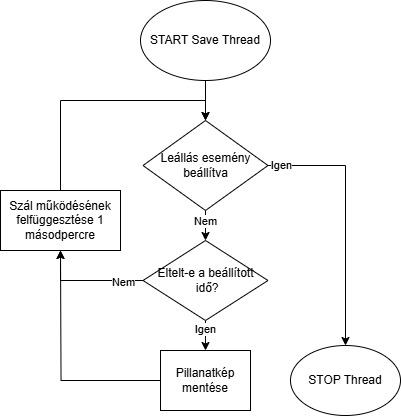 START Save Thread
Leállás esemény
beállítva
Igen
Szál működésének
felfüggesztése 1
másodpercre
Nem
Eltelt-e a beállított
idő?
Nem
Igen
Pillanatkép
mentése
STOP Thread